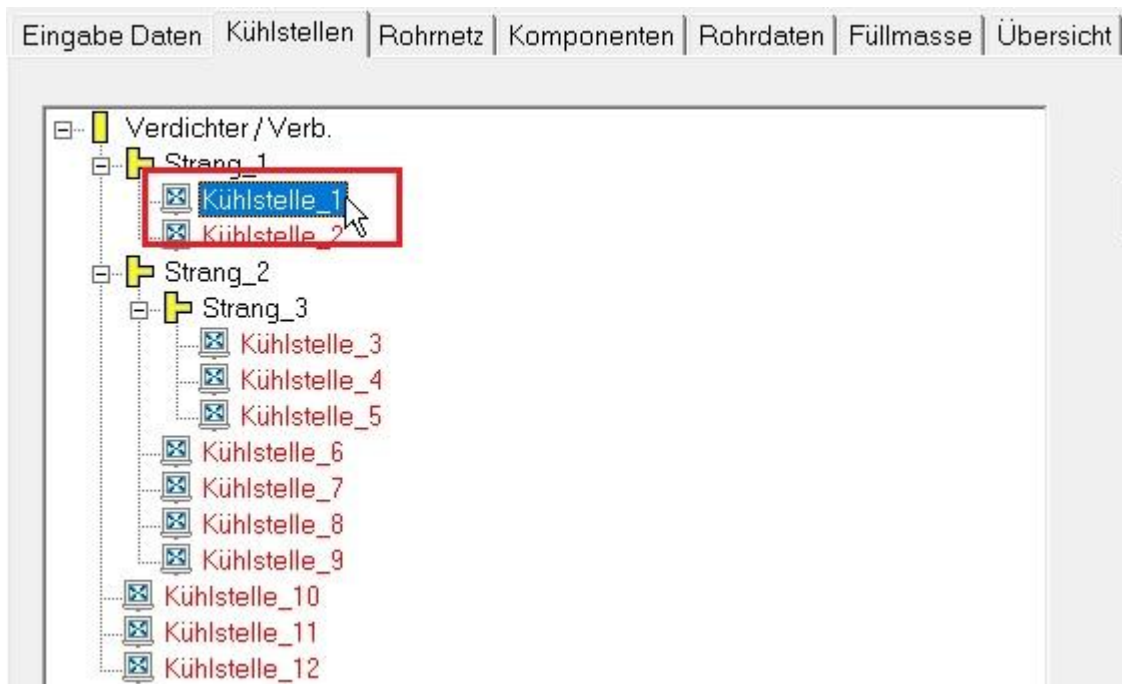 Eingabe Daten Kühlstellen Rohrnetz Komponenten Rohrdaten Füllmasse Übersicht
Verdichter / Verb.
Strang_1
Kühlstelle_1
Kühlstelle_2
Strang_2
Strang_3
Kühlstelle_3
Kühlstelle_4
Kühlstelle_5
Kühlstelle_6
Kühlstelle_7
Kühlstelle_8
Kühlstelle_9
Kühlstelle_10
Kühlstelle_11
Kühlstelle_12